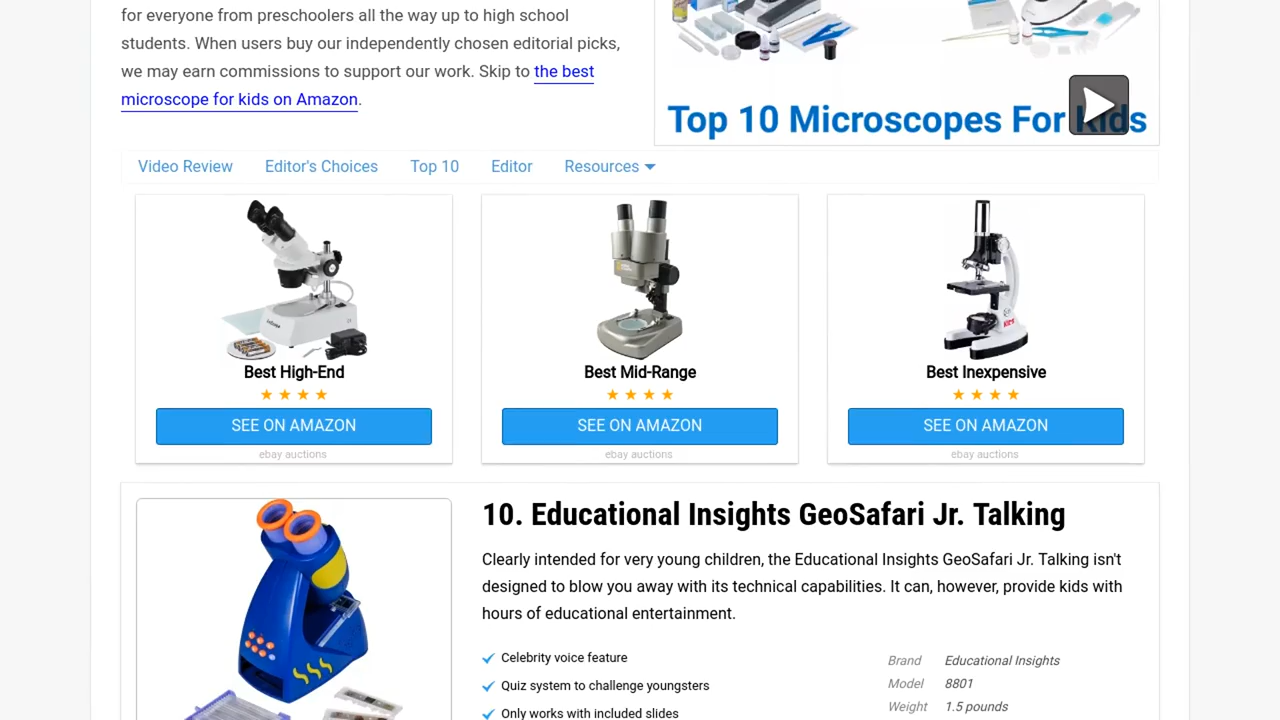 for everyone from preschoolers all the way up to high school
students. When users buy our independently chosen editorial picks,
we may earn commissions to support our work. Skip to the best
microscope for kids on Amazon.
Top 10 Microscopes For Kids
Video Review Editor's Choices Top 10 Editor Resources
Best High-End
SEE ON AMAZON
ebay auctions
Best Mid-Range
SEE ON AMAZON
ebay auctions
Best Inexpensive
SEE ON AMAZON
ebay auctions
10. Educational Insights GeoSafari Jr. Talking
Clearly intended for very young children, the Educational Insights GeoSafari Jr. Talking isn't
designed to blow you away with its technical capabilities. It can, however, provide kids with
hours of educational entertainment.
Celebrity voice feature
Quiz system to challenge youngsters
Only works with included slides
Brand Educational Insights
Model 8801
Weight 1.5 pounds